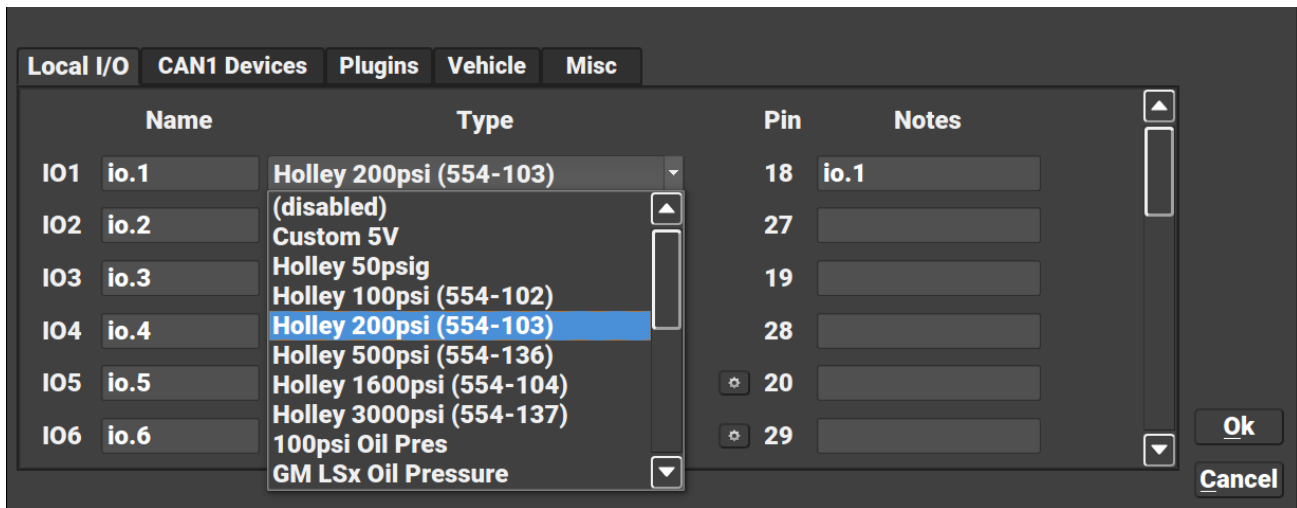 Local I/O CAN1 Devices Plugins Vehicle Misc
Name Type Pin Notes
IO1 io.1 Holley 200psi (554-103) 18 io.1
(disabled)
IO2 io.2 27
Custom 5V
Holley 50psig
IO3 io.3 19
Holley 100psi (554-102)
Holley 200psi (554-103)
IO4 io.4 28
Holley 500psi (554-136)
IO5 io.5 Holley 1600psi (554-104) 20
Holley 3000psi (554-137)
IO6 io.6 29
100psi Oil Pres
GM LSx Oil Pressure
Ok
Cancel